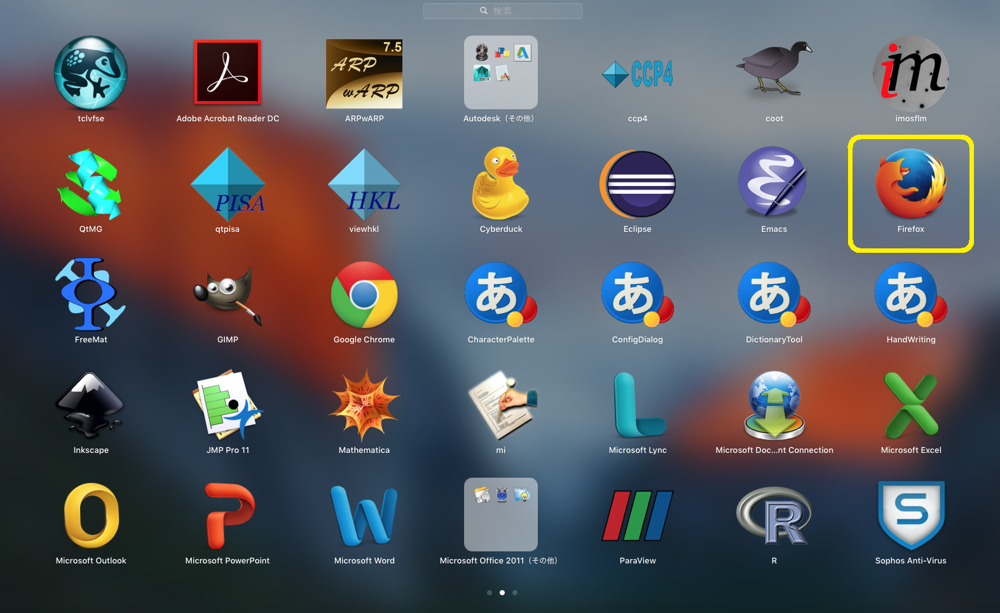 検索
7.5
ARP
wARP
CCP4
im
tclvfse
Adobe Acrobat Reader DC
ARPwARP
Autodesk（その他）
ccp4
coot
imosflm
PISA
HKL
QtMG
qtpisa
viewhkl
Cyberduck
Eclipse
Emacs
Firefox
あ
あ
あ
あ
FreeMat
GIMP
Google Chrome
CharacterPalette
ConfigDialog
DictionaryTool
HandWriting
Inkscape
JMP Pro 11
Mathematica
mi
Microsoft Lync
Microsoft Doc...nt Connection
Microsoft Excel
R
S
Microsoft Outlook
Microsoft PowerPoint
Microsoft Word
Microsoft Office 2011（その他）
ParaView
R
Sophos Anti-Virus